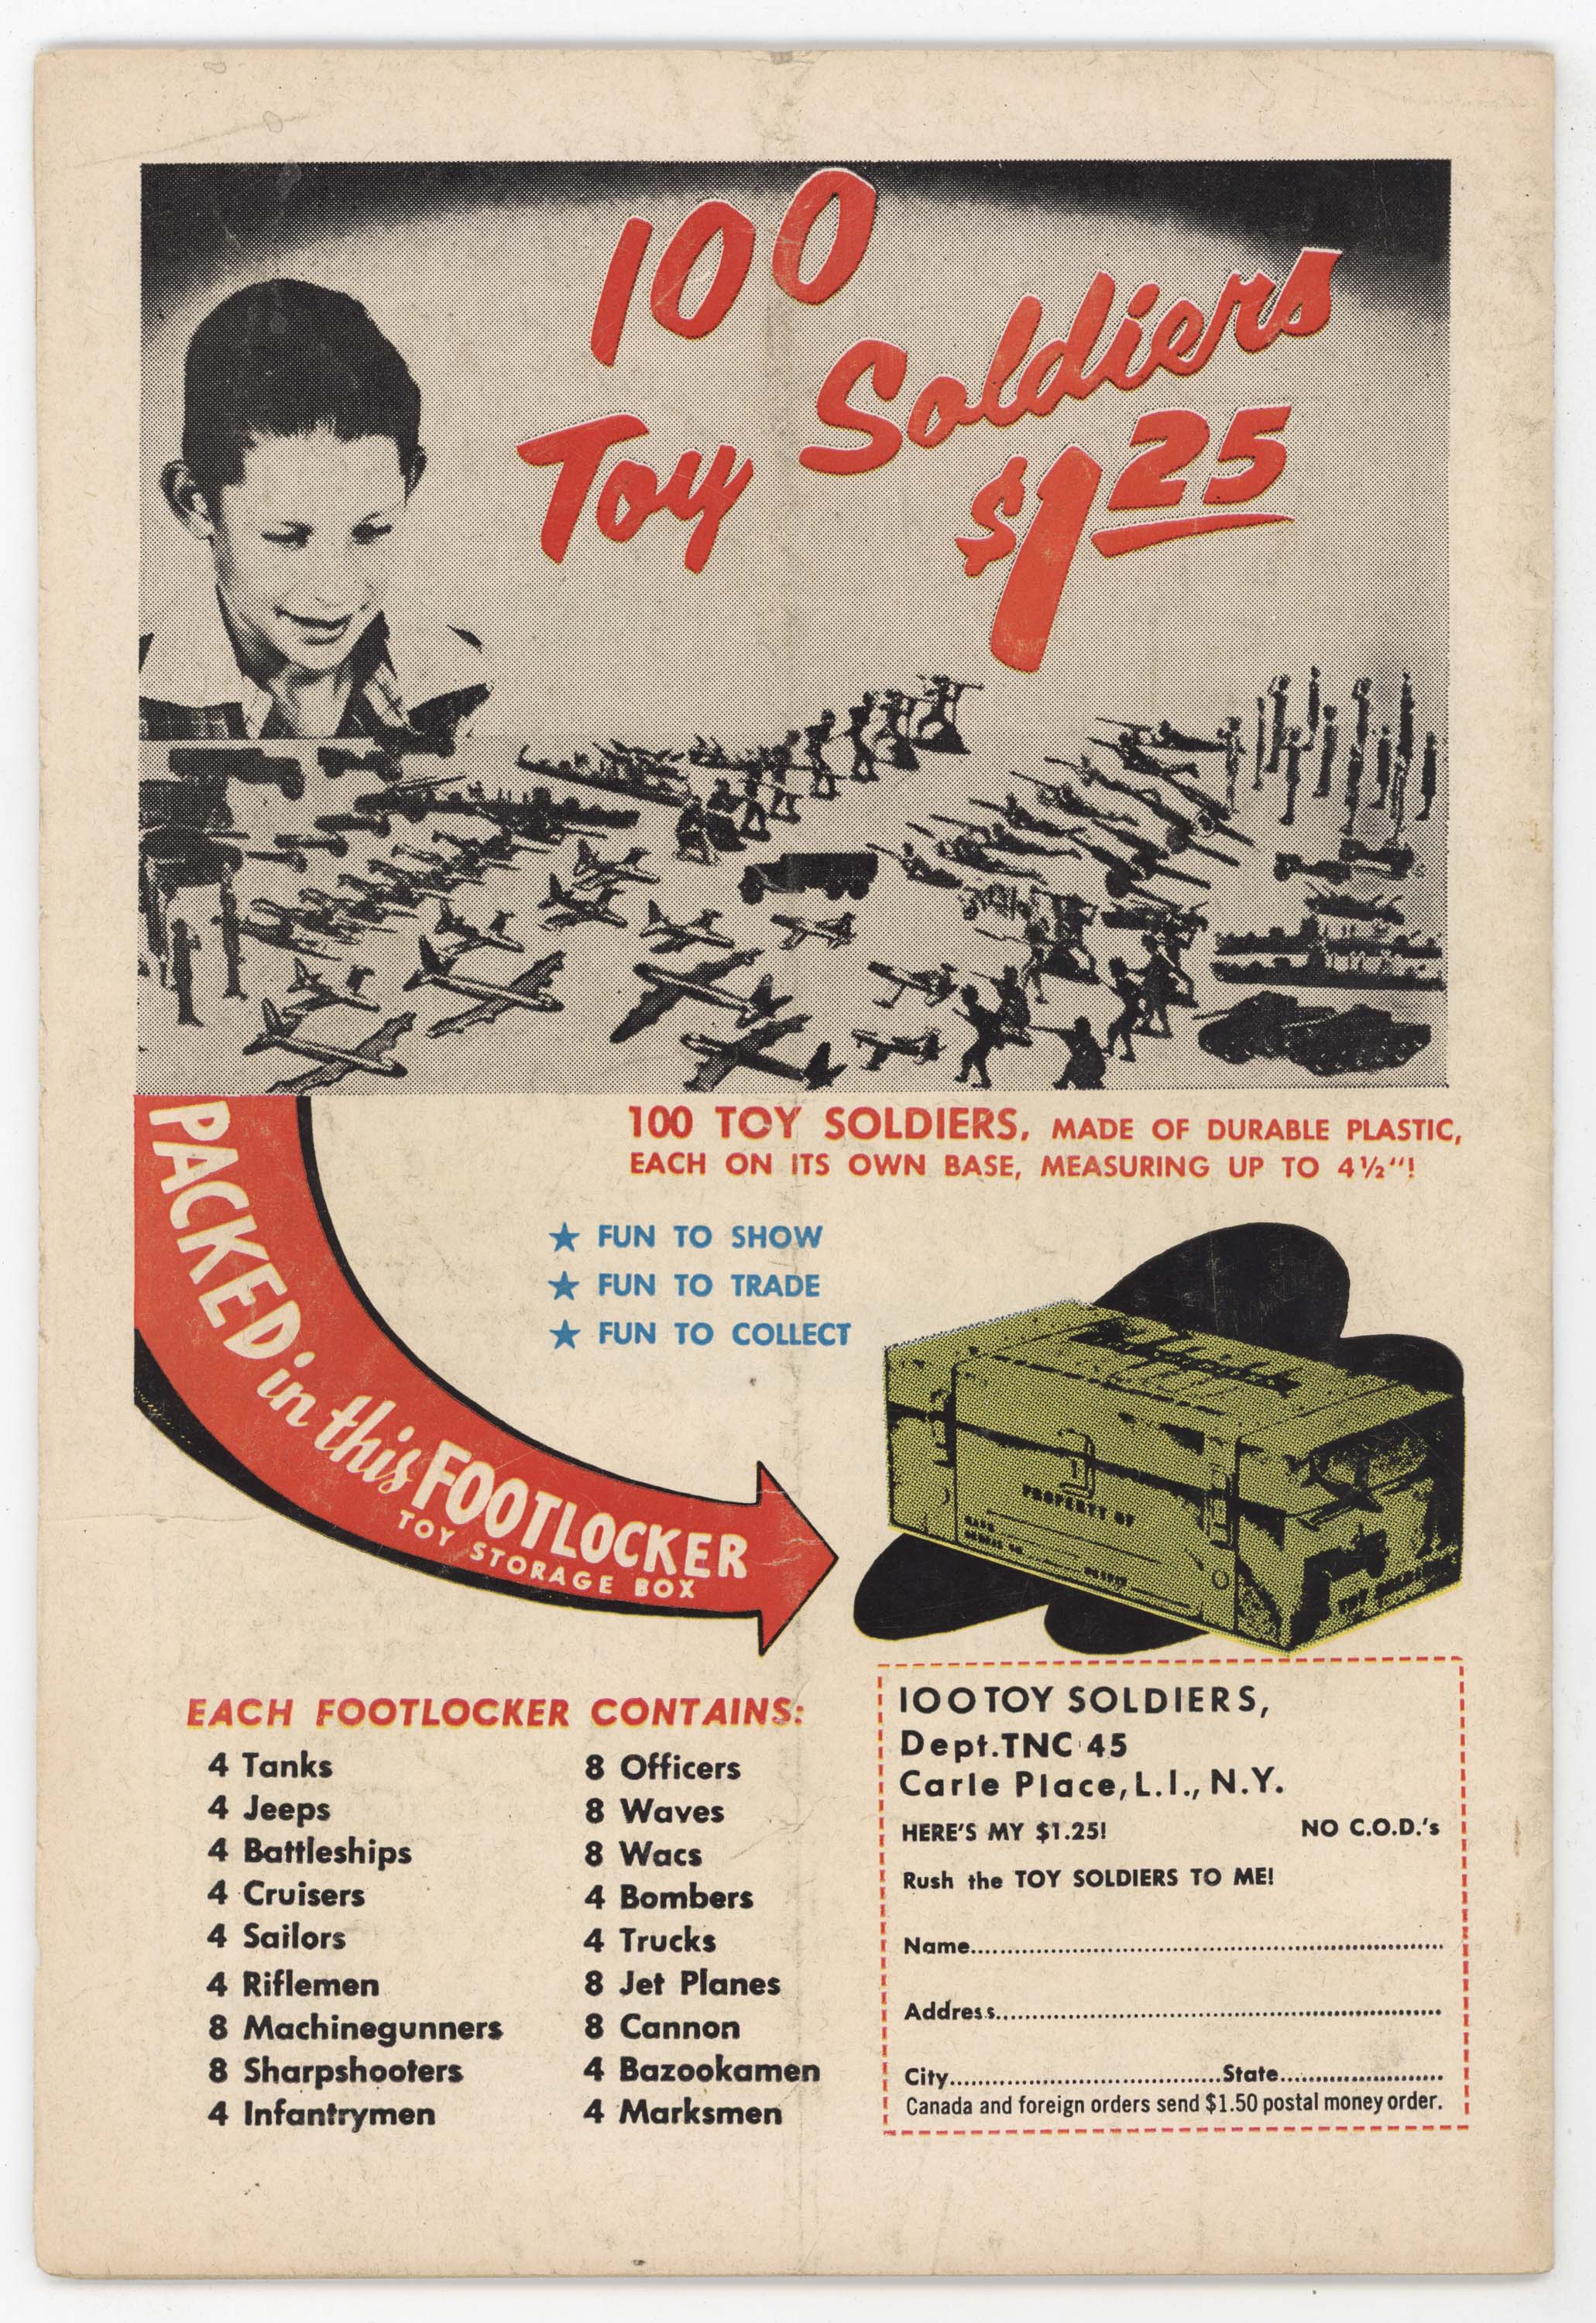 100
Toy Soldiers
$1 25
100 TOY SOLDIERS, MADE OF DURABLE PLASTIC,
EACH ON ITS OWN BASE, MEASURING UP TO 4½"!
★ FUN TO SHOW
★ FUN TO TRADE
★ FUN TO COLLECT
PACKED in this FOOTLOCKER
TOY STORAGE BOX
PROPERTY OF
EACH FOOTLOCKER CONTAINS:
4 Tanks
4 Jeeps
4 Battleships
4 Cruisers
4 Sailors
4 Riflemen
8 Machinegunners
8 Sharpshooters
4 Infantrymen
8 Officers
8 Waves
8 Wacs
4 Bombers
4 Trucks
8 Jet Planes
8 Cannon
4 Bazookamen
4 Marksmen
100 TOY SOLDIERS,
Dept. TNC 45
Carle Place, L.I., N.Y.
HERE'S MY $1.25! NO C.O.D.'s
Rush the TOY SOLDIERS TO ME!
Name
Address
City State
Canada and foreign orders send $1.50 postal money order.